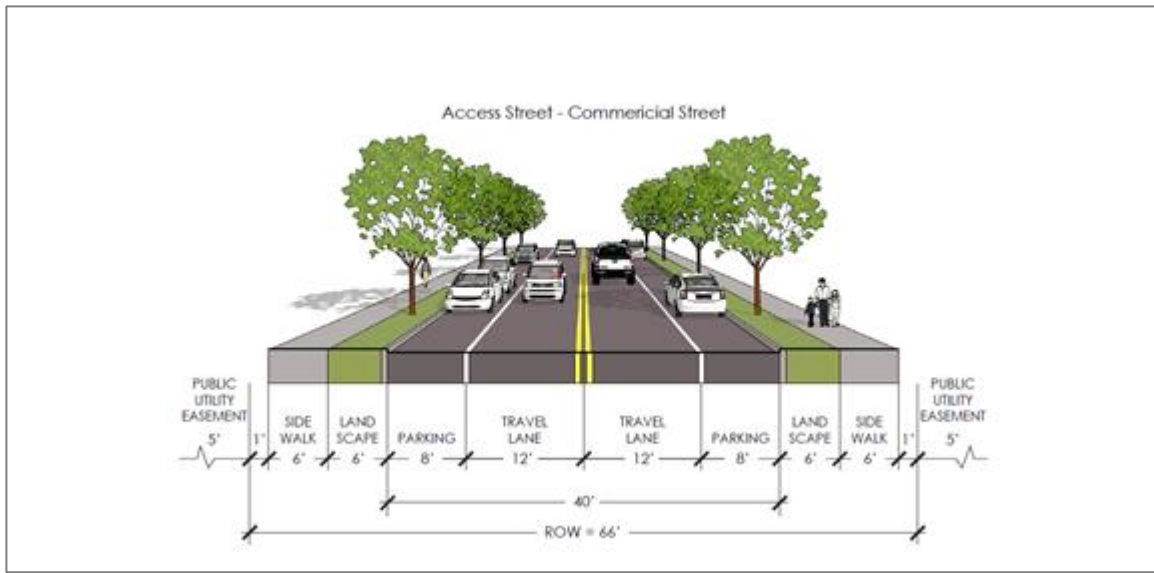 Access Street - Commericial Street
PUBLIC
UTILITY
EASEMENT
5'
1'
SIDE
WALK
6'
LAND
SCAPE
6'
PARKING
8'
TRAVEL
LANE
12'
TRAVEL
LANE
12'
PARKING
8'
LAND
SCAPE
6'
SIDE
WALK
6'
1'
PUBLIC
UTILITY
EASEMENT
5'
40'
ROW = 66'